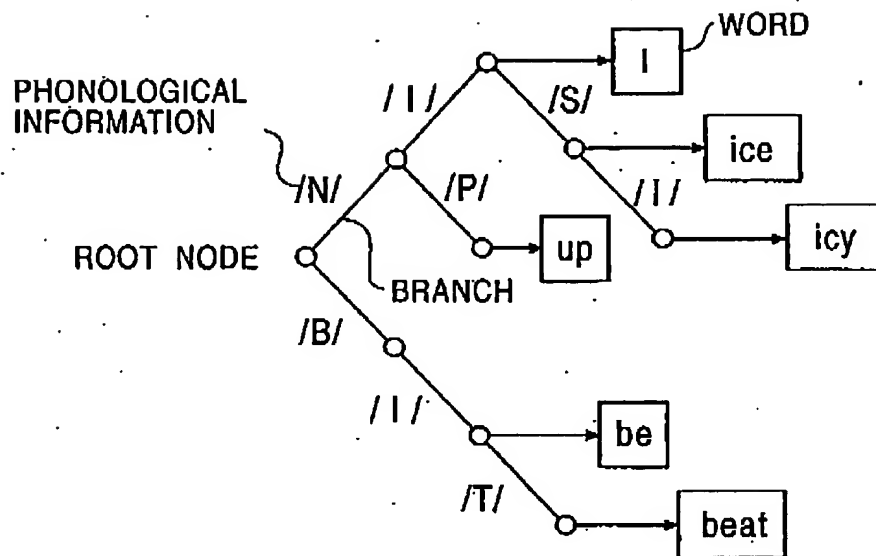 WORD
I
PHONOLOGICAL
INFORMATION
/I/
/S/
ice
/N/
/P/
/I/
icy
ROOT NODE
up
BRANCH
/B/
/I/
be
/T/
beat